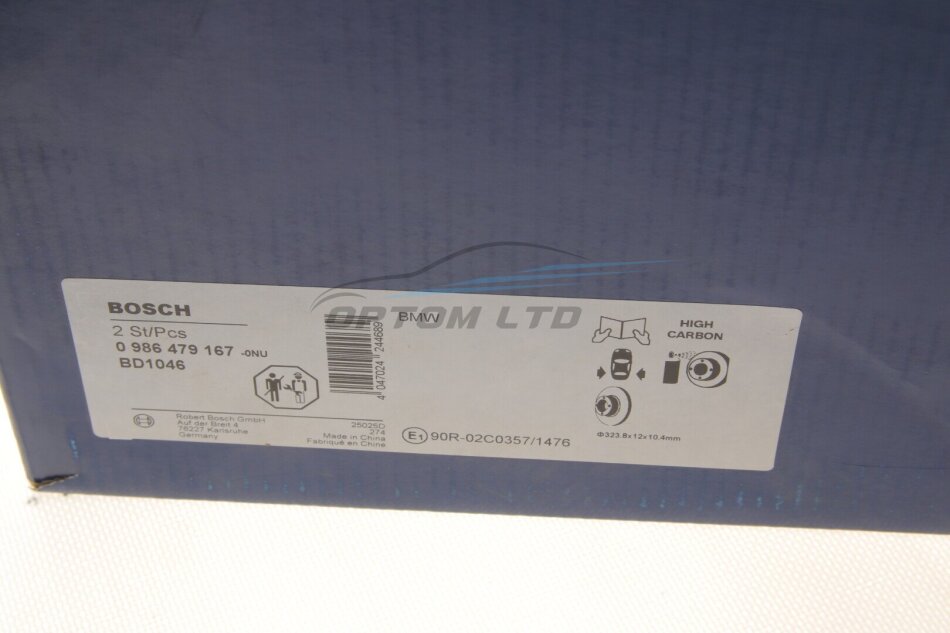 BOSCH
2 St/Pcs
0 986 479 167 -0NU
BD1046
Robert Bosch GmbH
Auf der Breit 4
76227 Karlsruhe
Germany
25025D
274
Made in China
Fabriqué en Chine
4 047024 244689
BMW
OPTOM LTD
E1 90R-02C0357/1476
HIGH
CARBON
Φ323.8x12x10.4mm